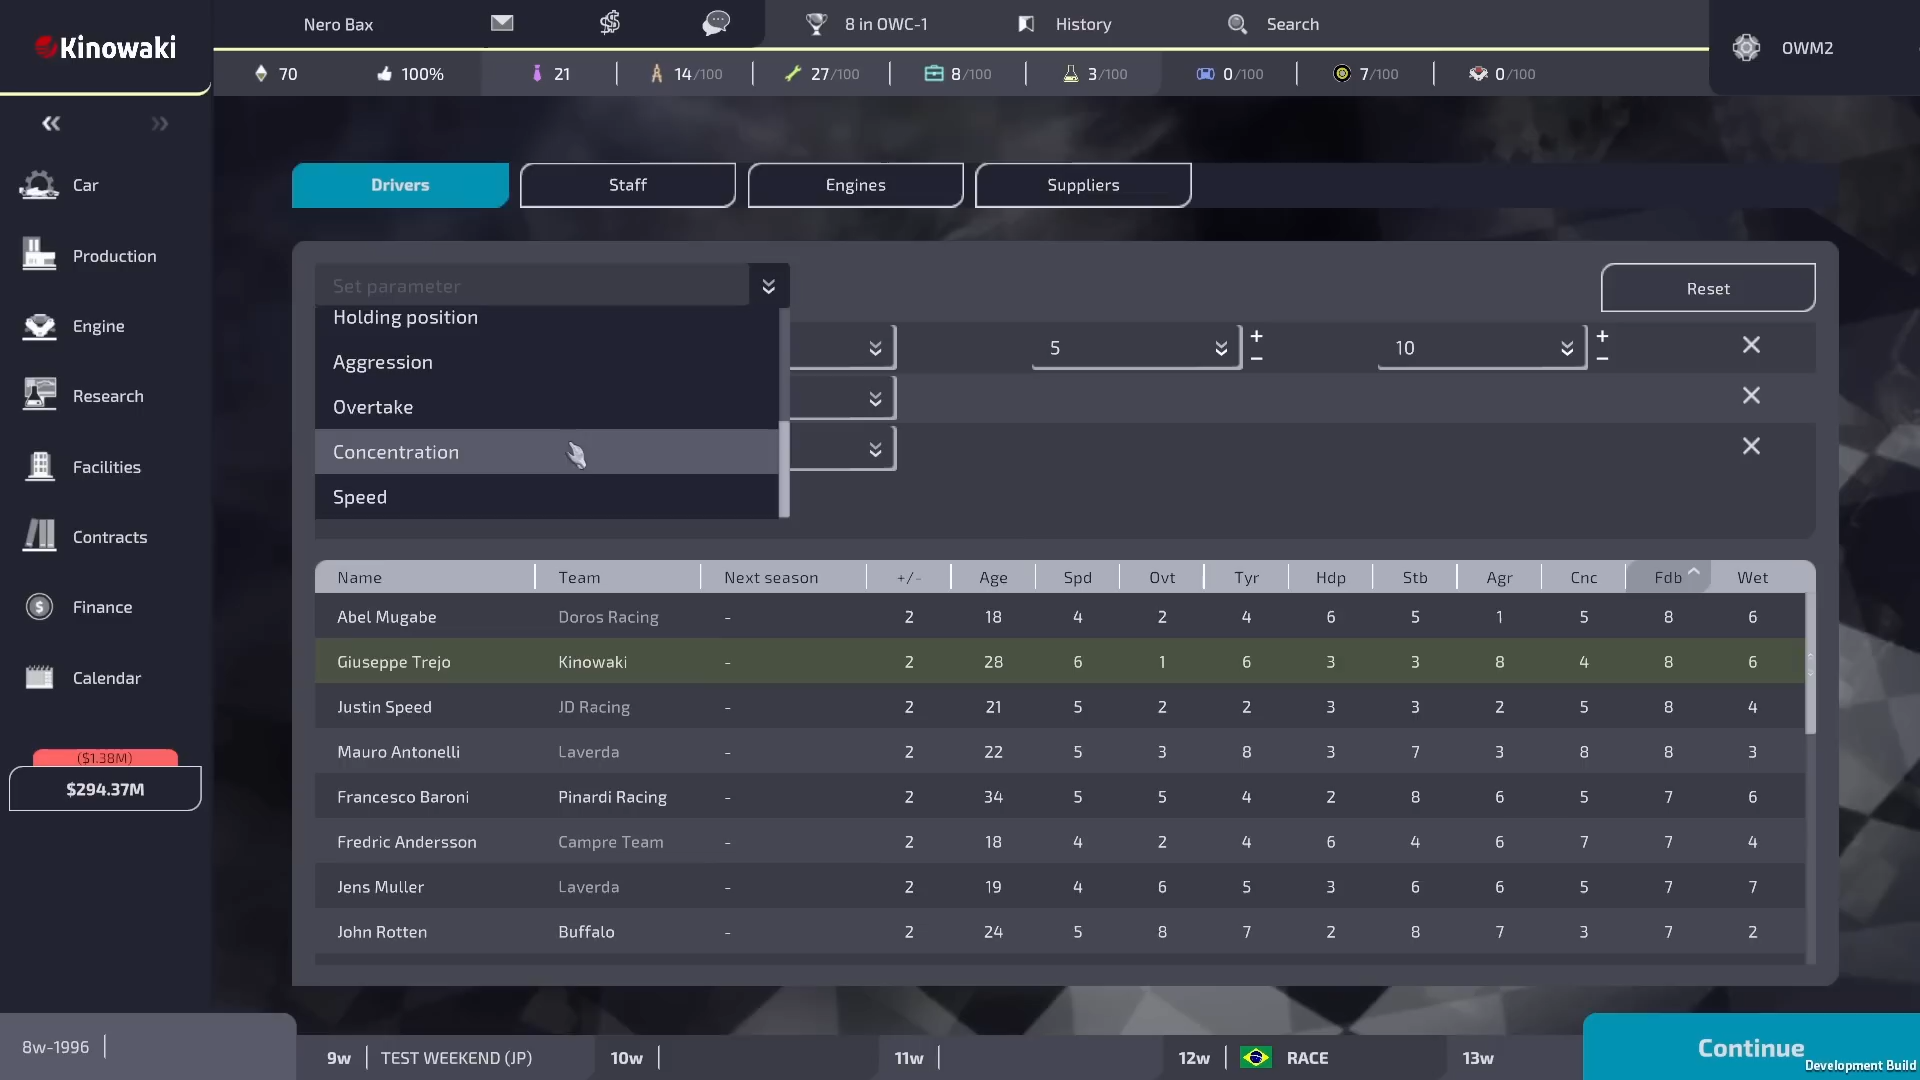 Kinowaki
Nero Bax
8 in OWC-1
History
Search
OWM2
70
100%
21
14/100
27/100
8/100
3/100
0/100
7/100
0/100
Car
Production
Engine
Research
Facilities
Contracts
Finance
Calendar
($1.38M)
$294.37M
Drivers
Staff
Engines
Suppliers
Set parameter
Reset
Holding position
Aggression
Overtake
Concentration
Speed
5 + −
10 + −
Name Team Next season +/- Age Spd Ovt Tyr Hdp Stb Agr Cnc Fdb Wet
Abel Mugabe Doros Racing - 2 18 4 2 4 6 5 1 5 8 6
Giuseppe Trejo Kinowaki - 2 28 6 1 6 3 3 8 4 8 6
Justin Speed JD Racing - 2 21 5 2 2 3 3 2 5 8 4
Mauro Antonelli Laverda - 2 22 5 3 8 3 7 3 8 8 3
Francesco Baroni Pinardi Racing - 2 34 5 5 4 2 8 6 5 7 6
Fredric Andersson Campre Team - 2 18 4 2 4 6 4 6 7 7 4
Jens Muller Laverda - 2 19 4 6 5 3 6 6 5 7 7
John Rotten Buffalo - 2 24 5 8 7 2 8 7 3 7 2
8w-1996
9w TEST WEEKEND (JP)
10w
11w
12w RACE
13w
Continue
Development Build